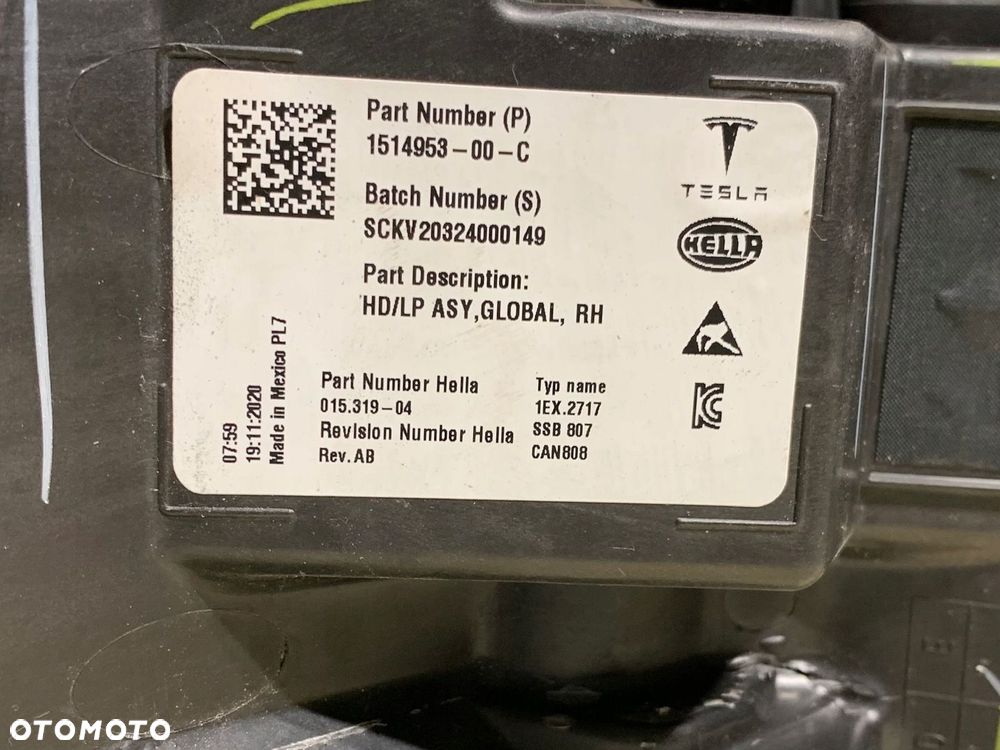 Part Number (P)
1514953-00-C
Batch Number (S)
SCKV20324000149
Part Description:
HD/LP ASY,GLOBAL, RH
Part Number Hella
015.319-04
Revision Number Hella
Rev.AB
Typ name
1EX.2717
SSB 807
CAN808
07:59
19:11:2020
Made in Mexico PL7
TESLA
HELLA
OTOMOTO